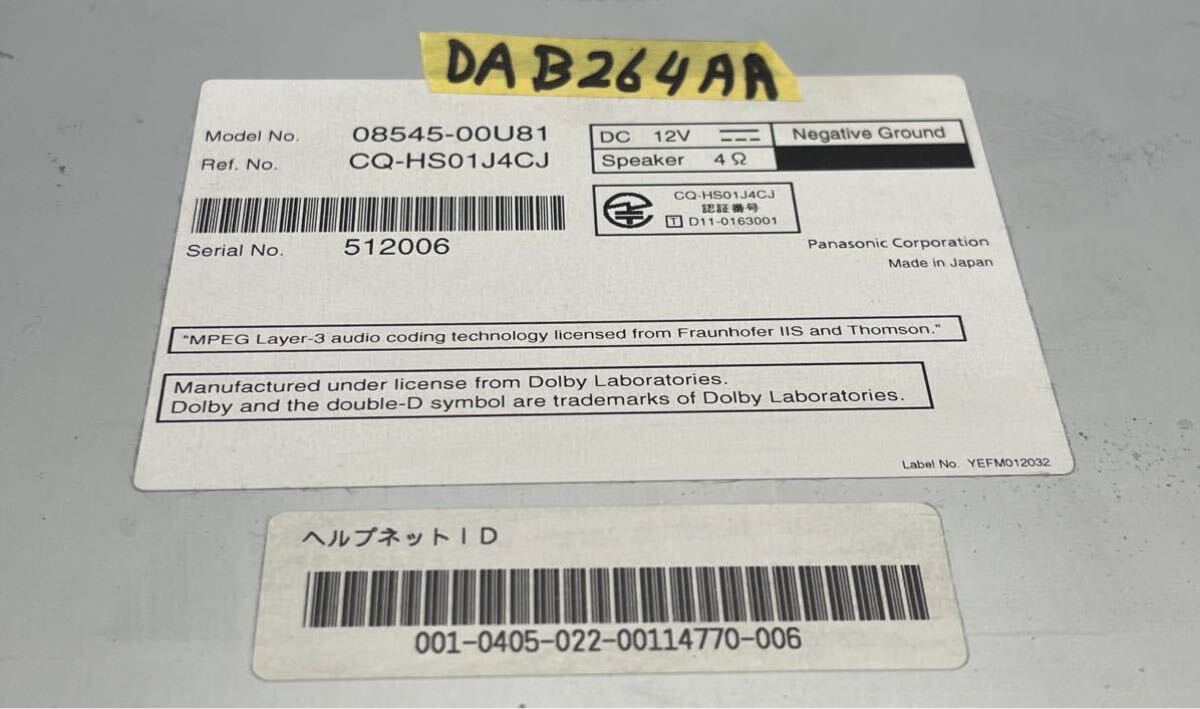 DAB264AA
Model No. 08545-00U81
Ref. No. CQ-HS01J4CJ
DC 12V Negative Ground
Speaker 4Ω
CQ-HS01J4CJ
認証番号
T D11-0163001
Serial No. 512006
Panasonic Corporation
Made in Japan
"MPEG Layer-3 audio coding technology licensed from Fraunhofer IIS and Thomson."
Manufactured under license from Dolby Laboratories.
Dolby and the double-D symbol are trademarks of Dolby Laboratories.
Label No. YEFM012032
ヘルプネットID
001-0405-022-00114770-006